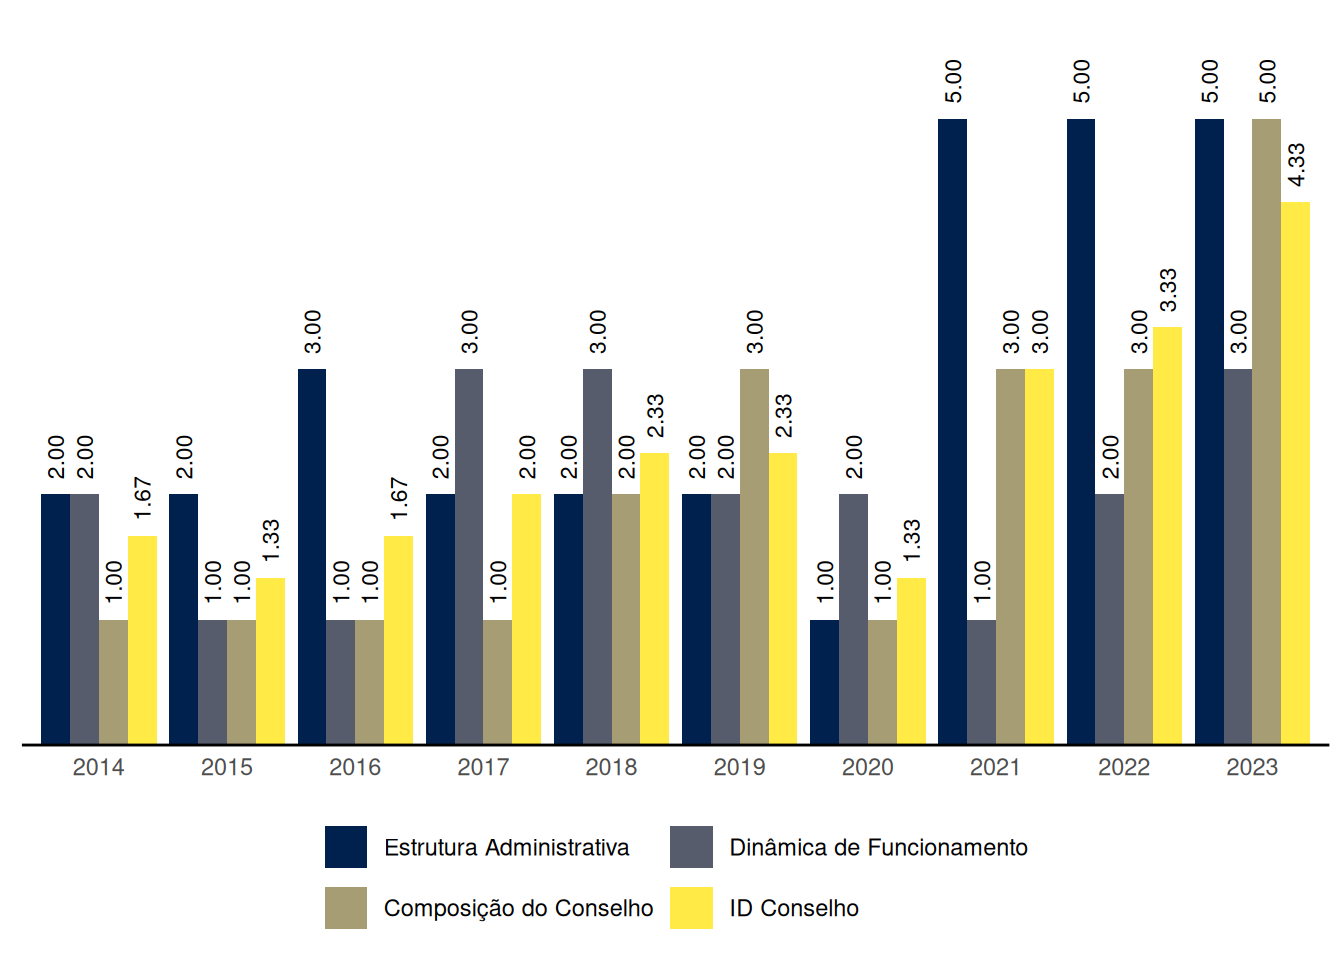 2.00 2.00 1.00 1.67 2.00 1.00 1.00 1.33 3.00 1.00 1.00 1.67 2.00 3.00 1.00 2.00 2.00 3.00 2.00 2.33 2.00 2.00 3.00 2.33 1.00 2.00 1.00 1.33 5.00 1.00 3.00 3.00 5.00 2.00 3.00 3.33 5.00 3.00 5.00 4.33
2014 2015 2016 2017 2018 2019 2020 2021 2022 2023
Estrutura Administrativa Dinâmica de Funcionamento
Composição do Conselho ID Conselho